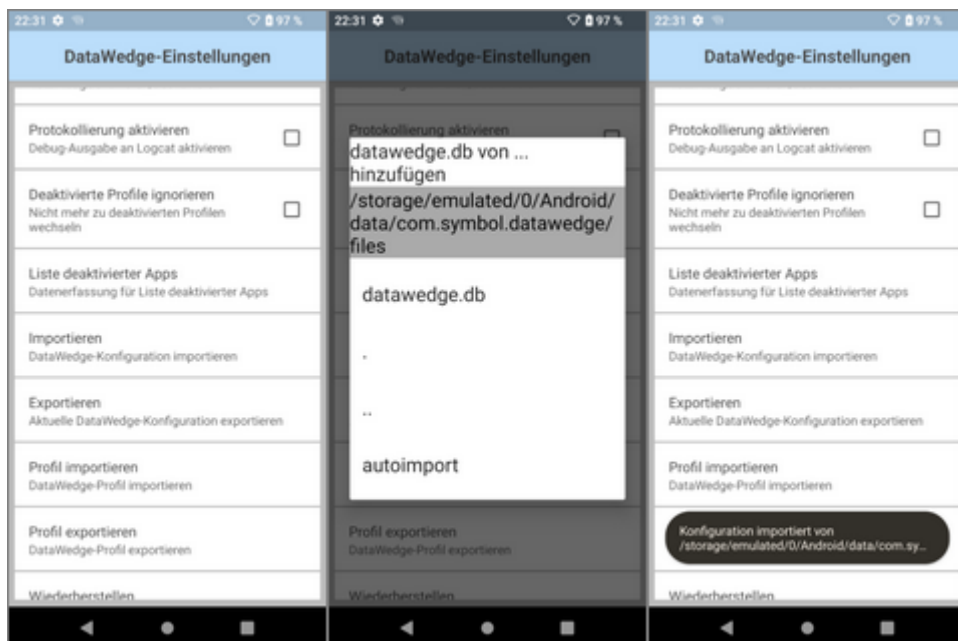 22:31
97 %
DataWedge-Einstellungen
Protokollierung aktivieren
Debug-Ausgabe an Logcat aktivieren
Deaktivierte Profile ignorieren
Nicht mehr zu deaktivierten Profilen
wechseln
Liste deaktivierter Apps
Datenerfassung für Liste deaktivierter Apps
Importieren
DataWedge-Konfiguration importieren
Exportieren
Aktuelle DataWedge-Konfiguration exportieren
Profil importieren
DataWedge-Profil importieren
Profil exportieren
DataWedge-Profil exportieren
Wiederherstellen
22:31
97 %
DataWedge-Einstellungen
Protokollierung aktivieren
datawedge.db von ...
hinzufügen
/storage/emulated/0/Android/
data/com.symbol.datawedge/
files
datawedge.db
.
..
autoimport
Profil exportieren
DataWedge-Profil exportieren
Wiederherstellen
22:31
97 %
DataWedge-Einstellungen
Protokollierung aktivieren
Debug-Ausgabe an Logcat aktivieren
Deaktivierte Profile ignorieren
Nicht mehr zu deaktivierten Profilen
wechseln
Liste deaktivierter Apps
Datenerfassung für Liste deaktivierter Apps
Importieren
DataWedge-Konfiguration importieren
Exportieren
Aktuelle DataWedge-Konfiguration exportieren
Profil importieren
DataWedge-Profil importieren
Konfiguration importiert von
/storage/emulated/0/Android/data/com.sy...
Wiederherstellen